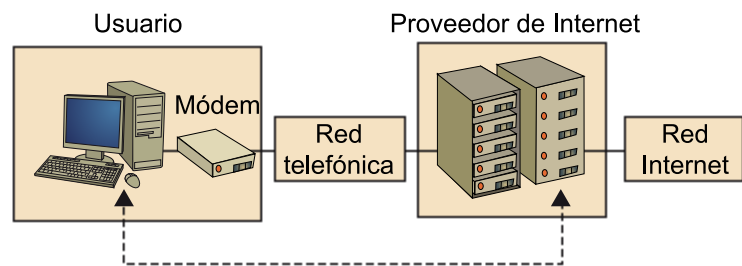 Usuario
Proveedor de Internet
Módem
Red
telefónica
Red
Internet